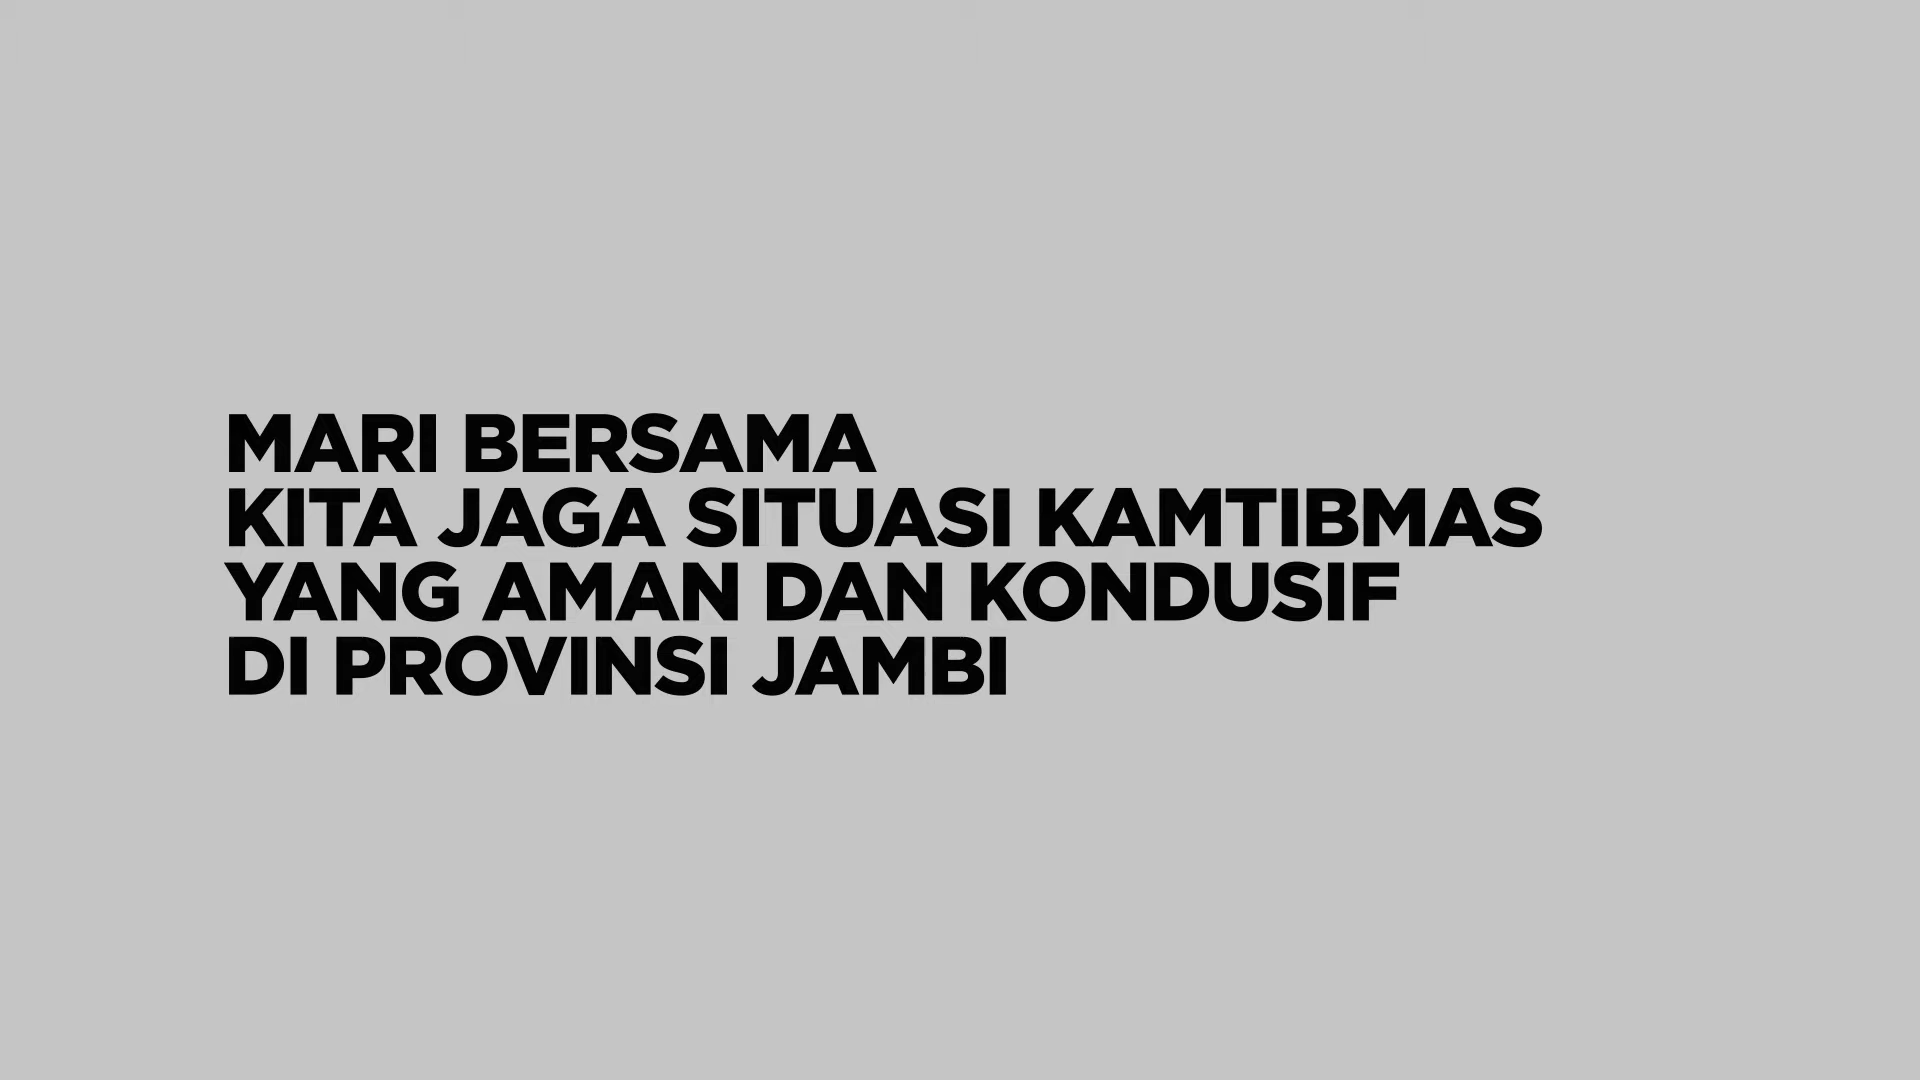 MARI BERSAMA
KITA JAGA SITUASI KAMTIBMAS
YANG AMAN DAN KONDUSIF
DI PROVINSI JAMBI